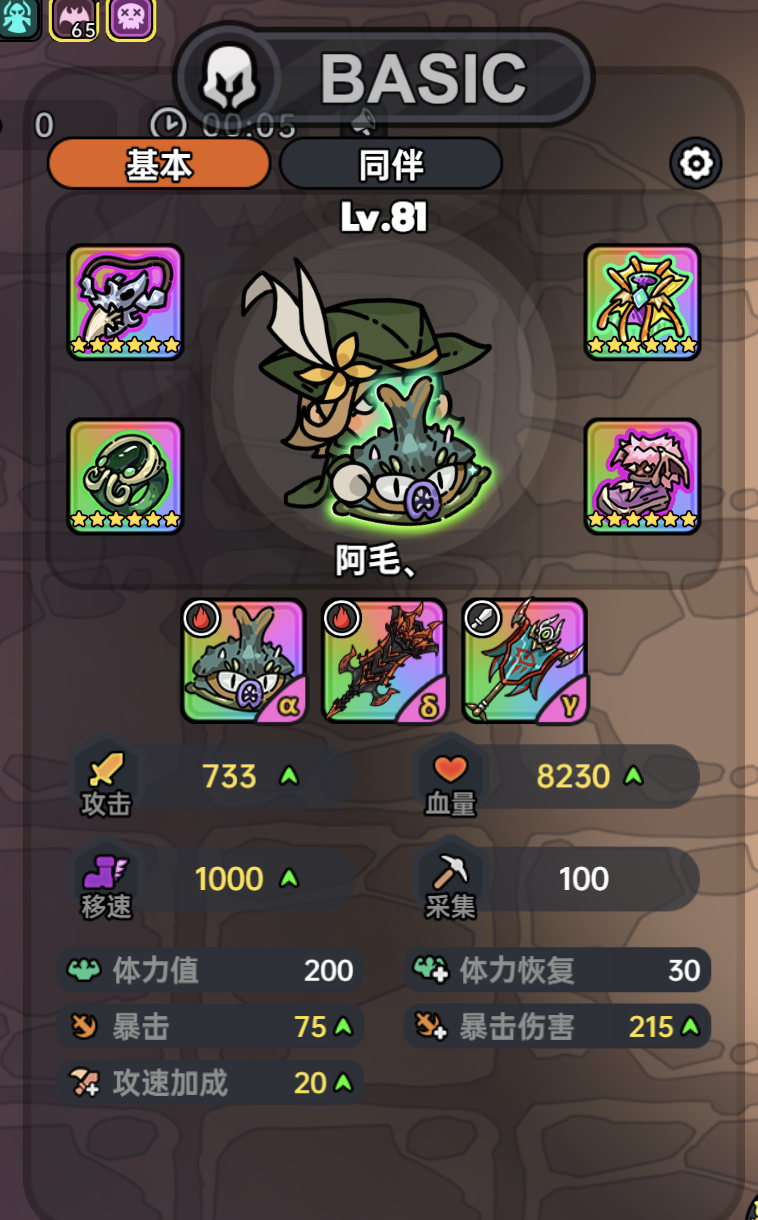 65
BASIC
0
00:05
基本
同伴
Lv.81
阿毛、
α
δ
γ
攻击
733
血量
8230
移速
1000
采集
100
体力值
200
体力恢复
30
暴击
75
暴击伤害
215
攻速加成
20